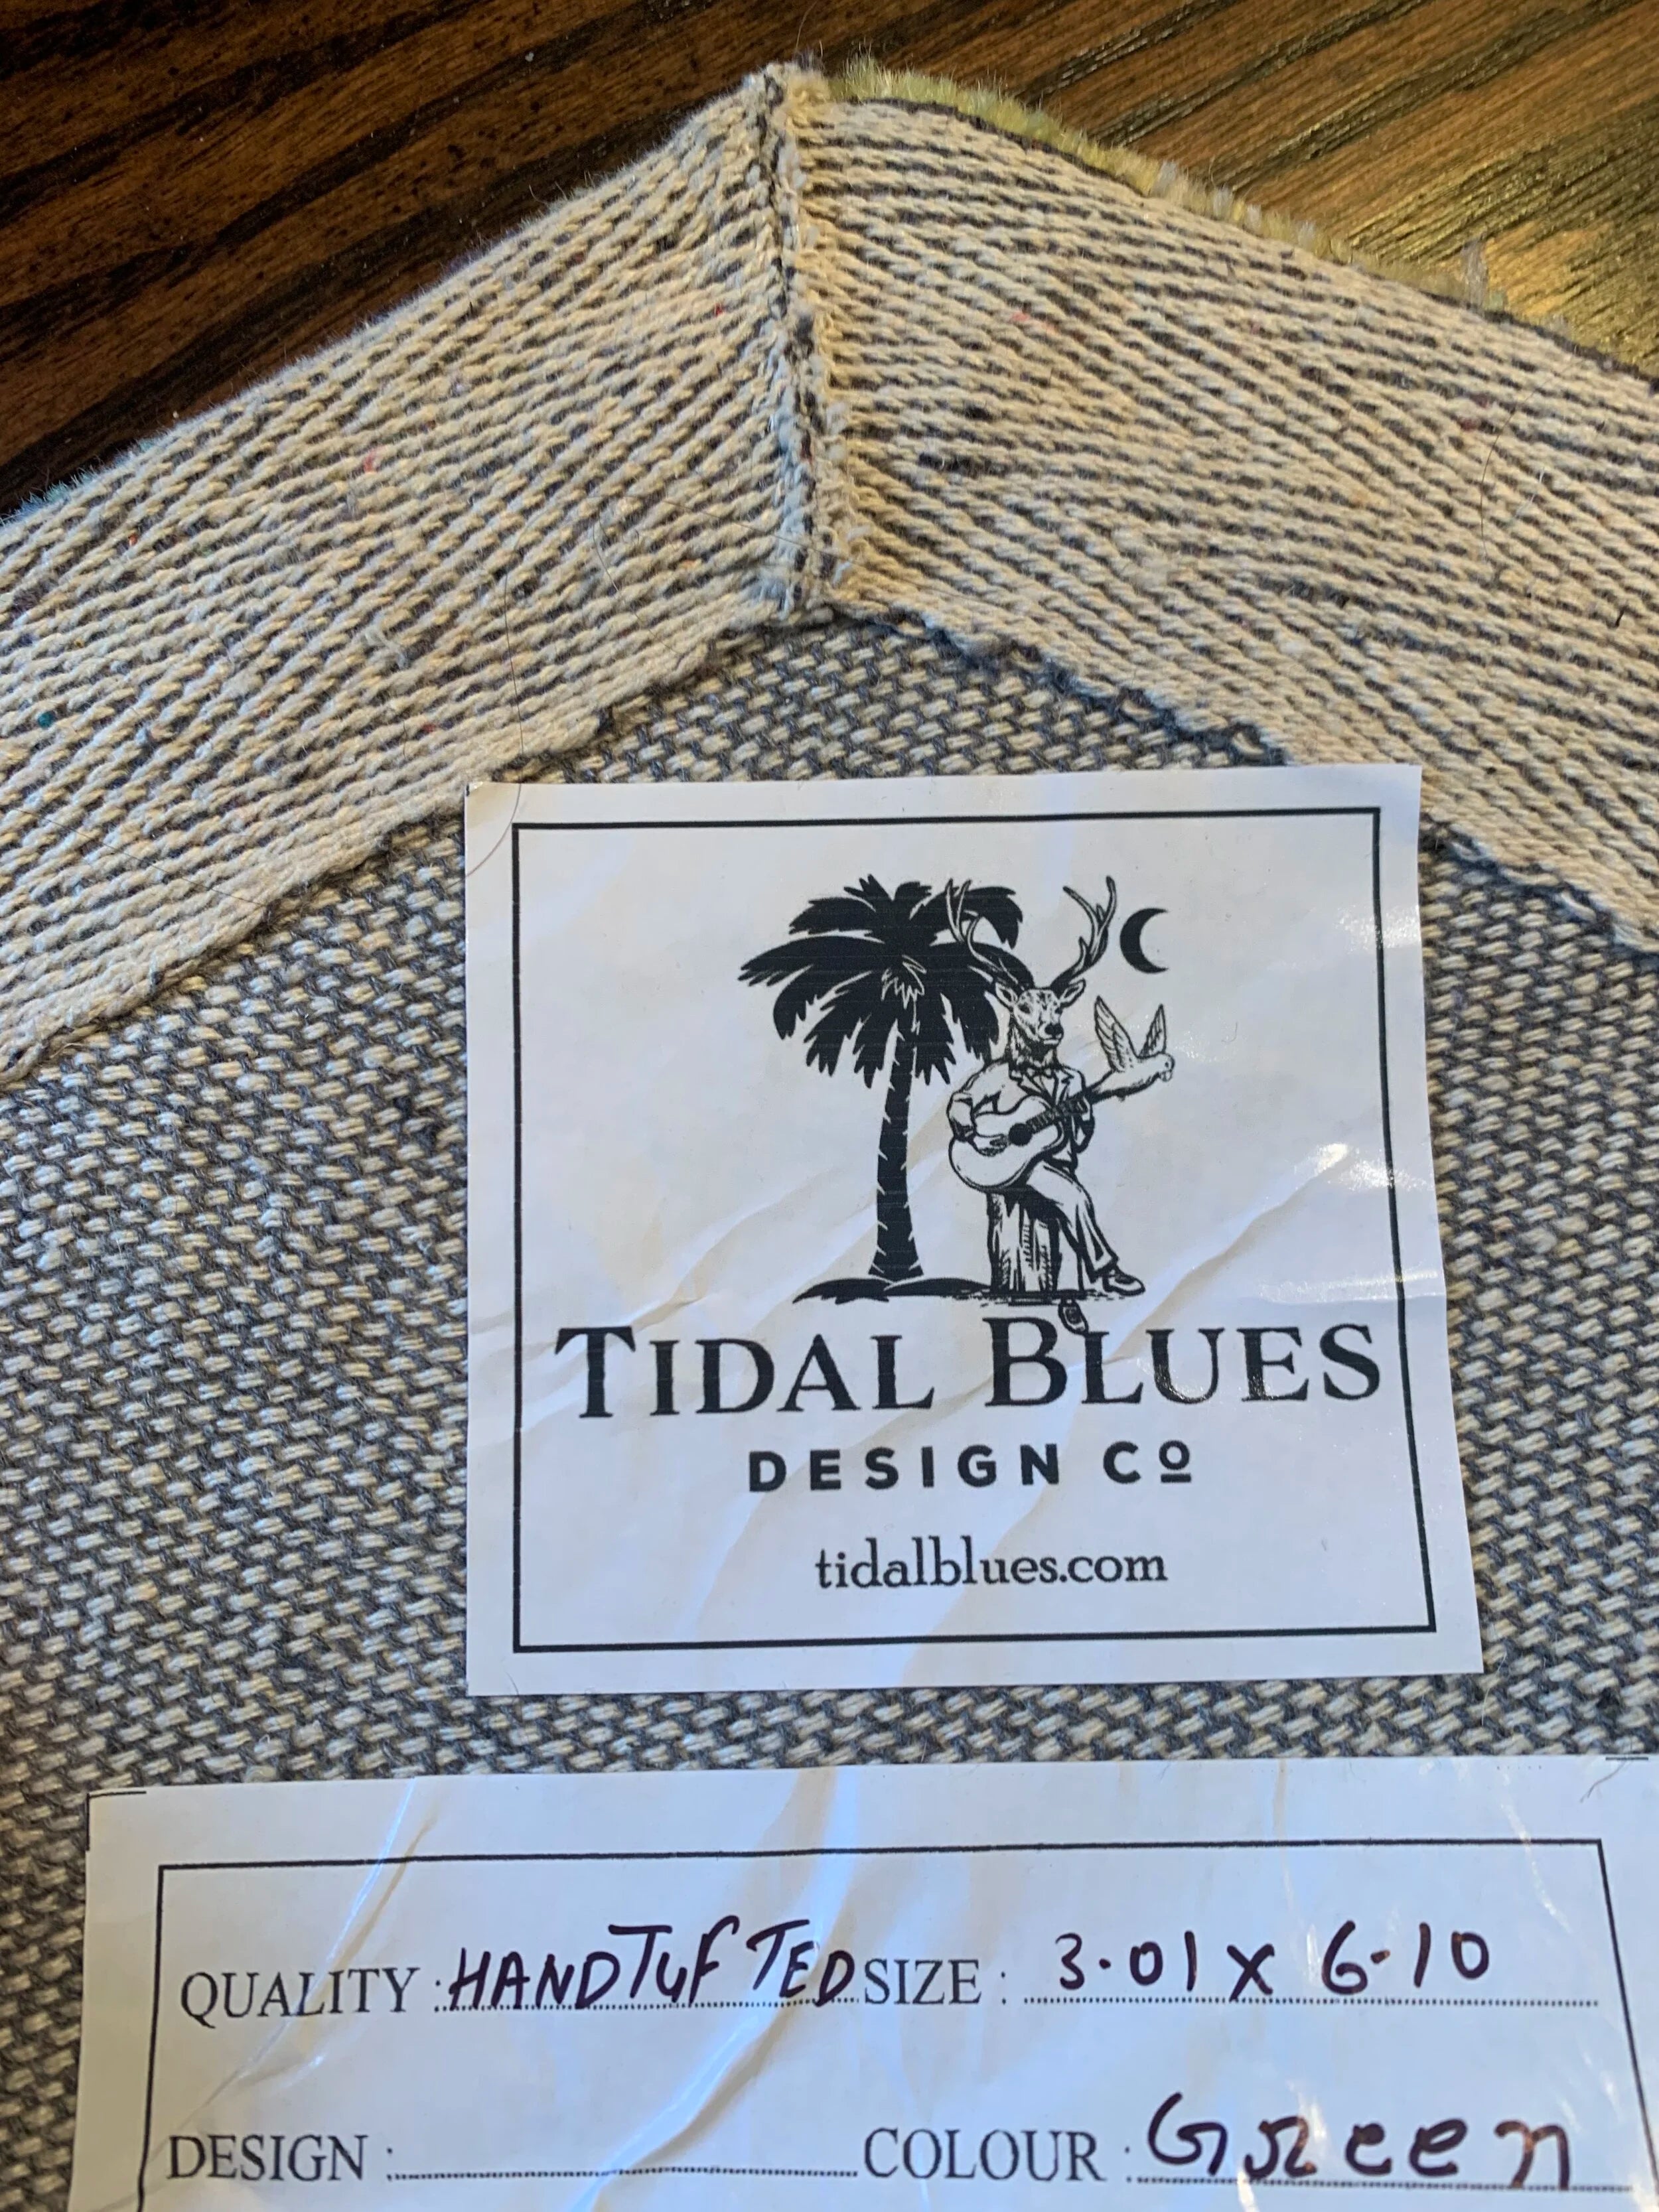 TIDAL BLUES
DESIGN Cº
tidalblues.com
QUALITY : HANDTUFTED SIZE : 3.01 X 6.10
DESIGN : COLOUR : Green